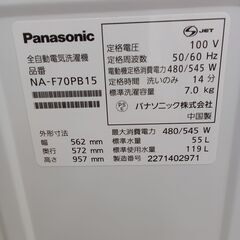 Panasonic
全自動電気洗濯機
品番
NA-F70PB15
外形寸法
幅 562 mm
奥行 572 mm
高さ 957 mm
JET
定格電圧 100 V
定格周波数 50/60 Hz
電動機定格消費電力 480/545 W
定格洗い時間 14 分
標準洗濯容量 7.0 kg
パナソニック株式会社
中国製
最大消費電力 480/545 W
標準水量 55 L
標準使用水量 119 L
製造番号 2271402971